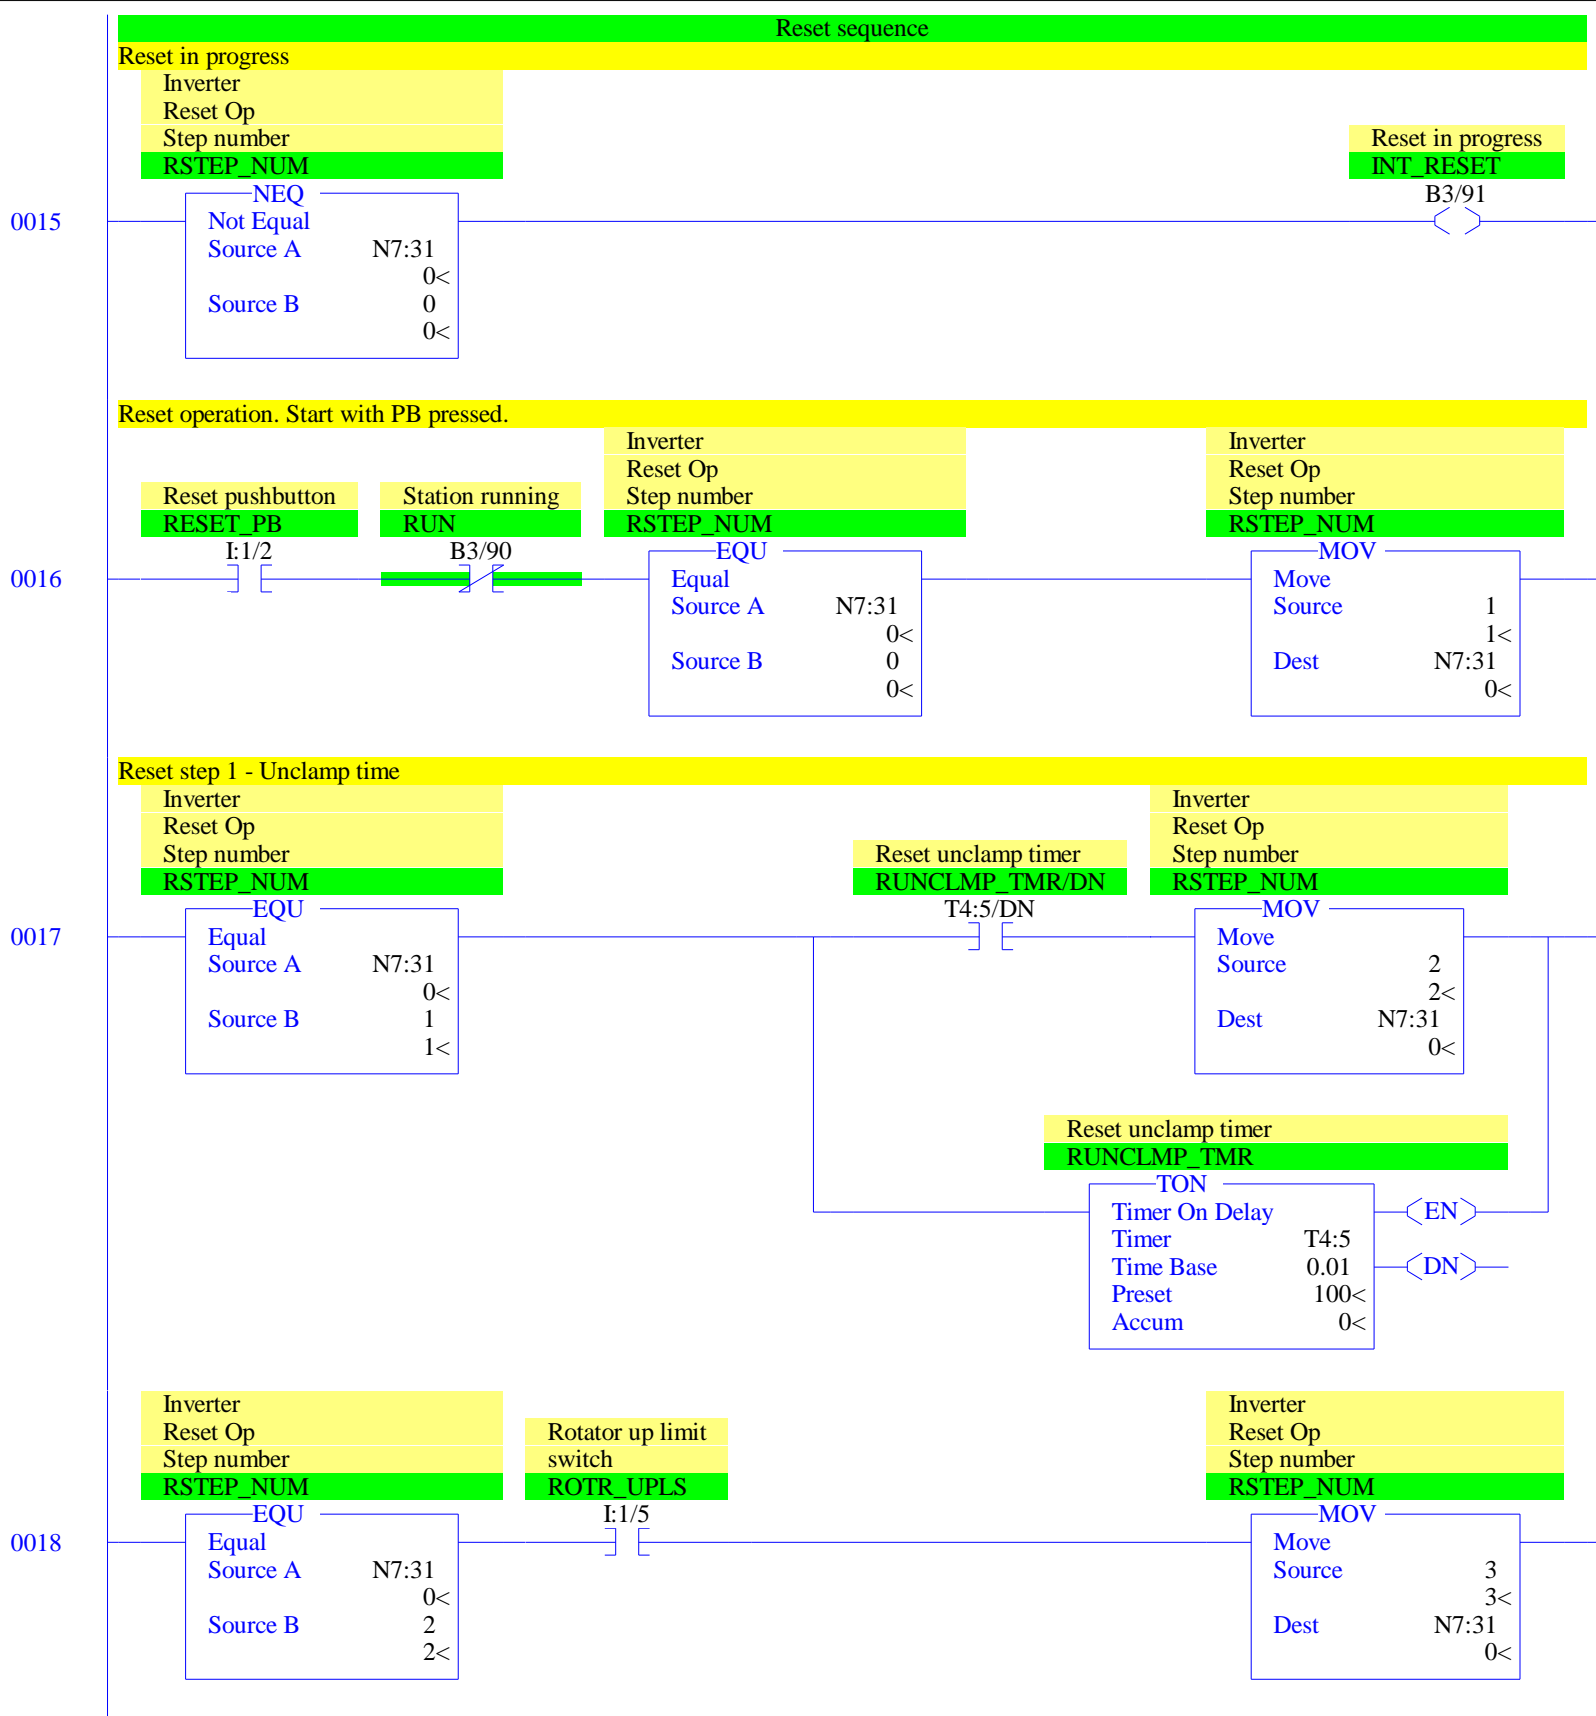 Reset sequence
Reset in progress
Inverter
Reset Op
Step number
RSTEP_NUM
Reset in progress
INT_RESET
B3/91
0015
NEQ
Not Equal
Source A N7:31
0<
Source B 0
0<
Reset operation. Start with PB pressed.
Reset pushbutton
RESET_PB
I:1/2
Station running
RUN
B3/90
Inverter
Reset Op
Step number
RSTEP_NUM
Inverter
Reset Op
Step number
RSTEP_NUM
0016
EQU
Equal
Source A N7:31
0<
Source B 0
0<
MOV
Move
Source 1
1<
Dest N7:31
0<
Reset step 1 - Unclamp time
Inverter
Reset Op
Step number
RSTEP_NUM
Reset unclamp timer
RUNCLMP_TMR/DN
T4:5/DN
Inverter
Reset Op
Step number
RSTEP_NUM
0017
EQU
Equal
Source A N7:31
0<
Source B 1
1<
MOV
Move
Source 2
2<
Dest N7:31
0<
Reset unclamp timer
RUNCLMP_TMR
TON
Timer On Delay
Timer T4:5
Time Base 0.01
Preset 100<
Accum 0<
EN
DN
Inverter
Reset Op
Step number
RSTEP_NUM
Rotator up limit
switch
ROTR_UPLS
I:1/5
Inverter
Reset Op
Step number
RSTEP_NUM
0018
EQU
Equal
Source A N7:31
0<
Source B 2
2<
MOV
Move
Source 3
3<
Dest N7:31
0<